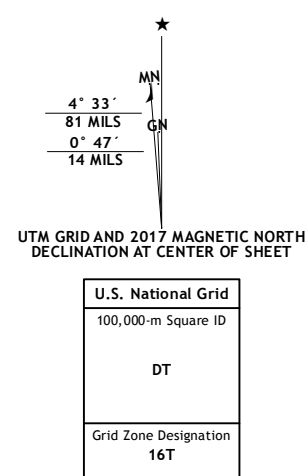 ★
MN
4° 33´
81 MILS
GN
0° 47´
14 MILS
UTM GRID AND 2017 MAGNETIC NORTH
DECLINATION AT CENTER OF SHEET
U.S. National Grid
100,000-m Square ID
DT
Grid Zone Designation
16T